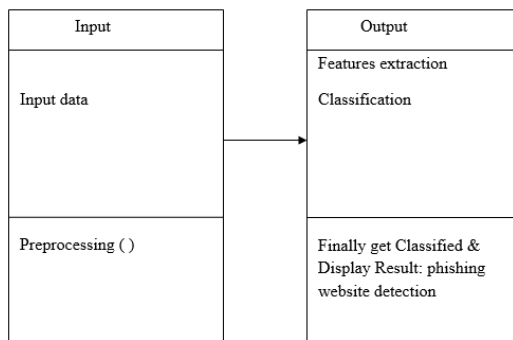 Input
Input data
Preprocessing ( )
Output
Features extraction
Classification
Finally get Classified &
Display Result: phishing
website detection